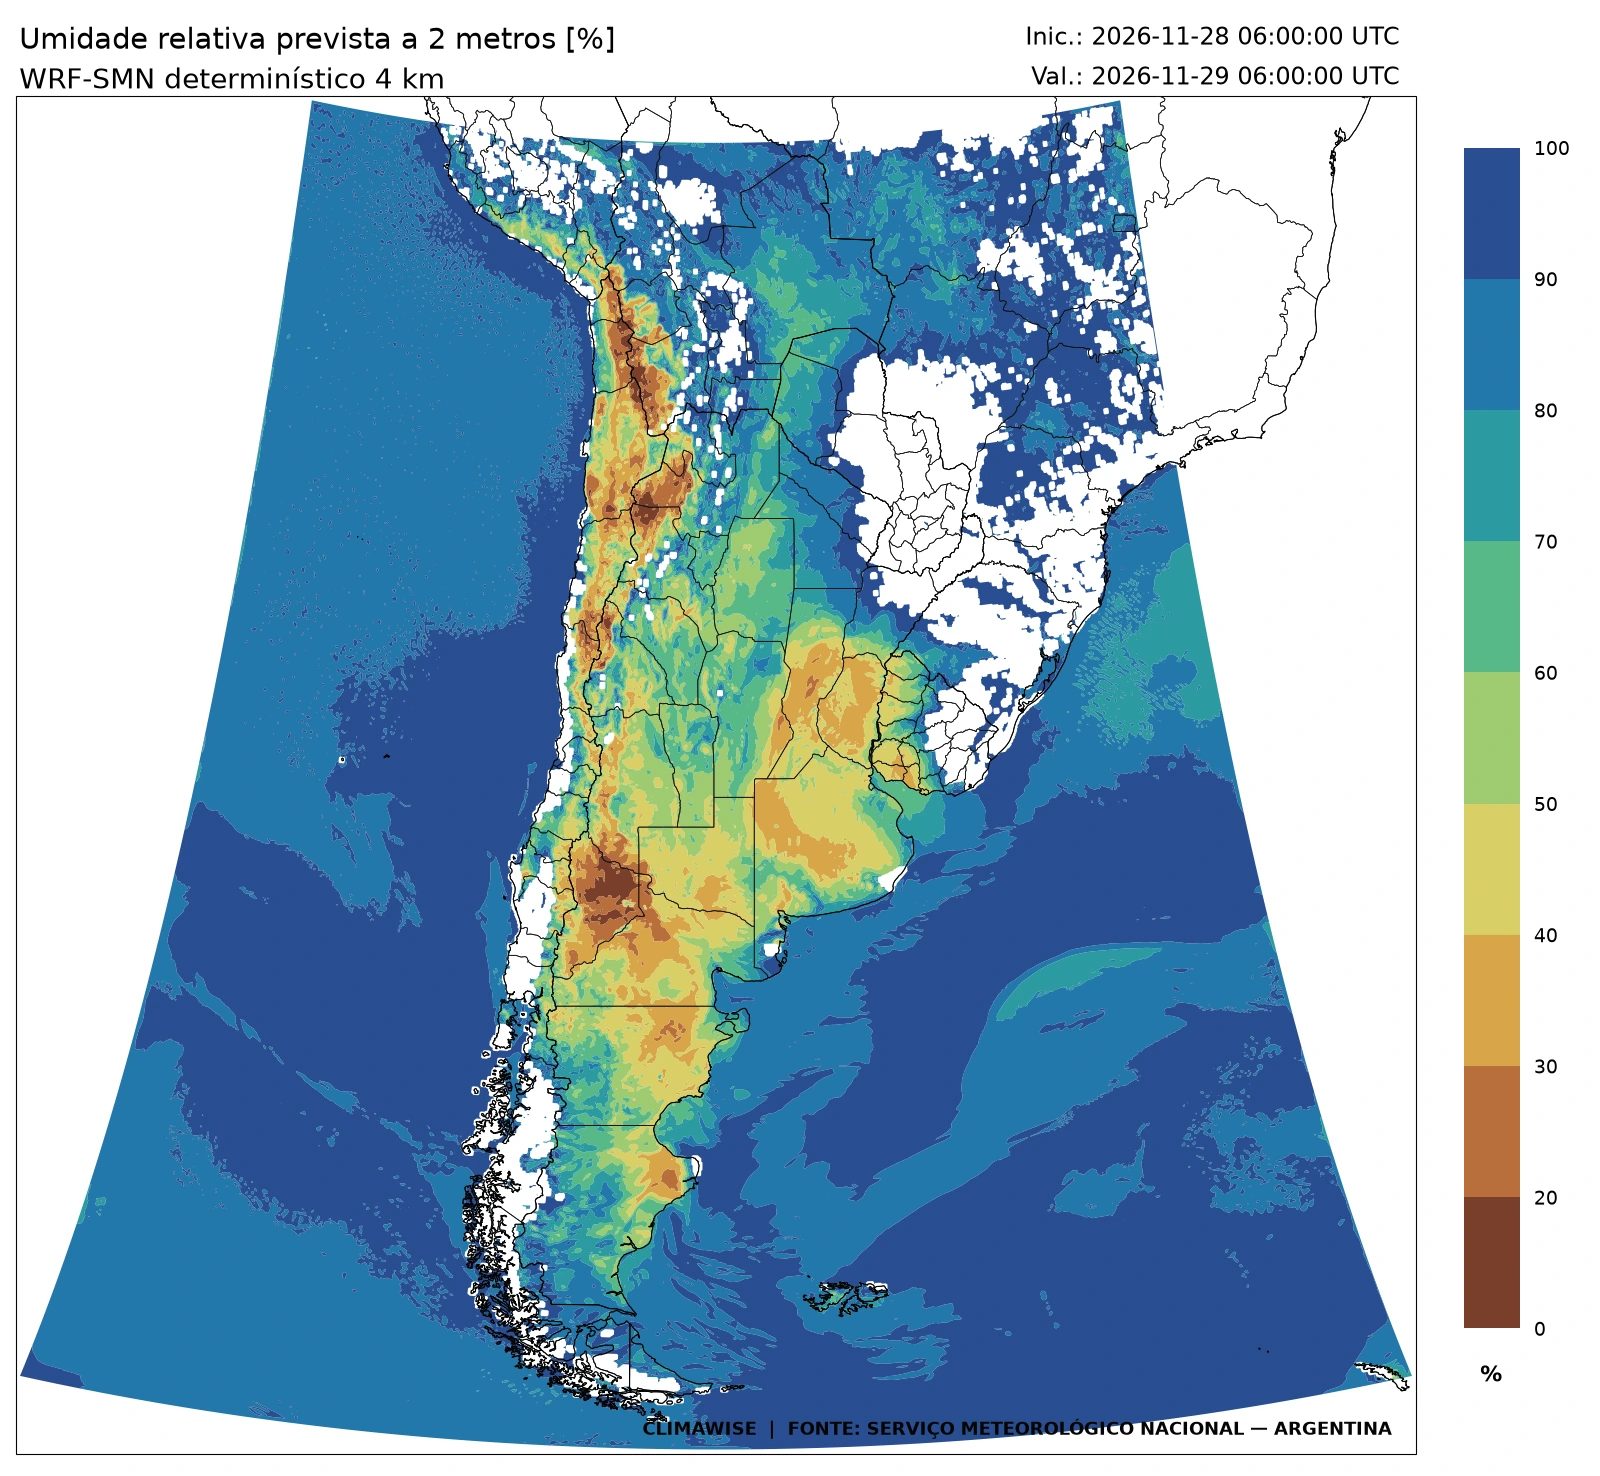 Umidade relativa prevista a 2 metros [%]
WRF-SMN determinístico 4 km
Inic.: 2026-11-28 06:00:00 UTC
Val.: 2026-11-29 06:00:00 UTC
100
90
80
70
60
50
40
30
20
0
%
CLIMAWISE | FONTE: SERVIÇO METEOROLÓGICO NACIONAL — ARGENTINA